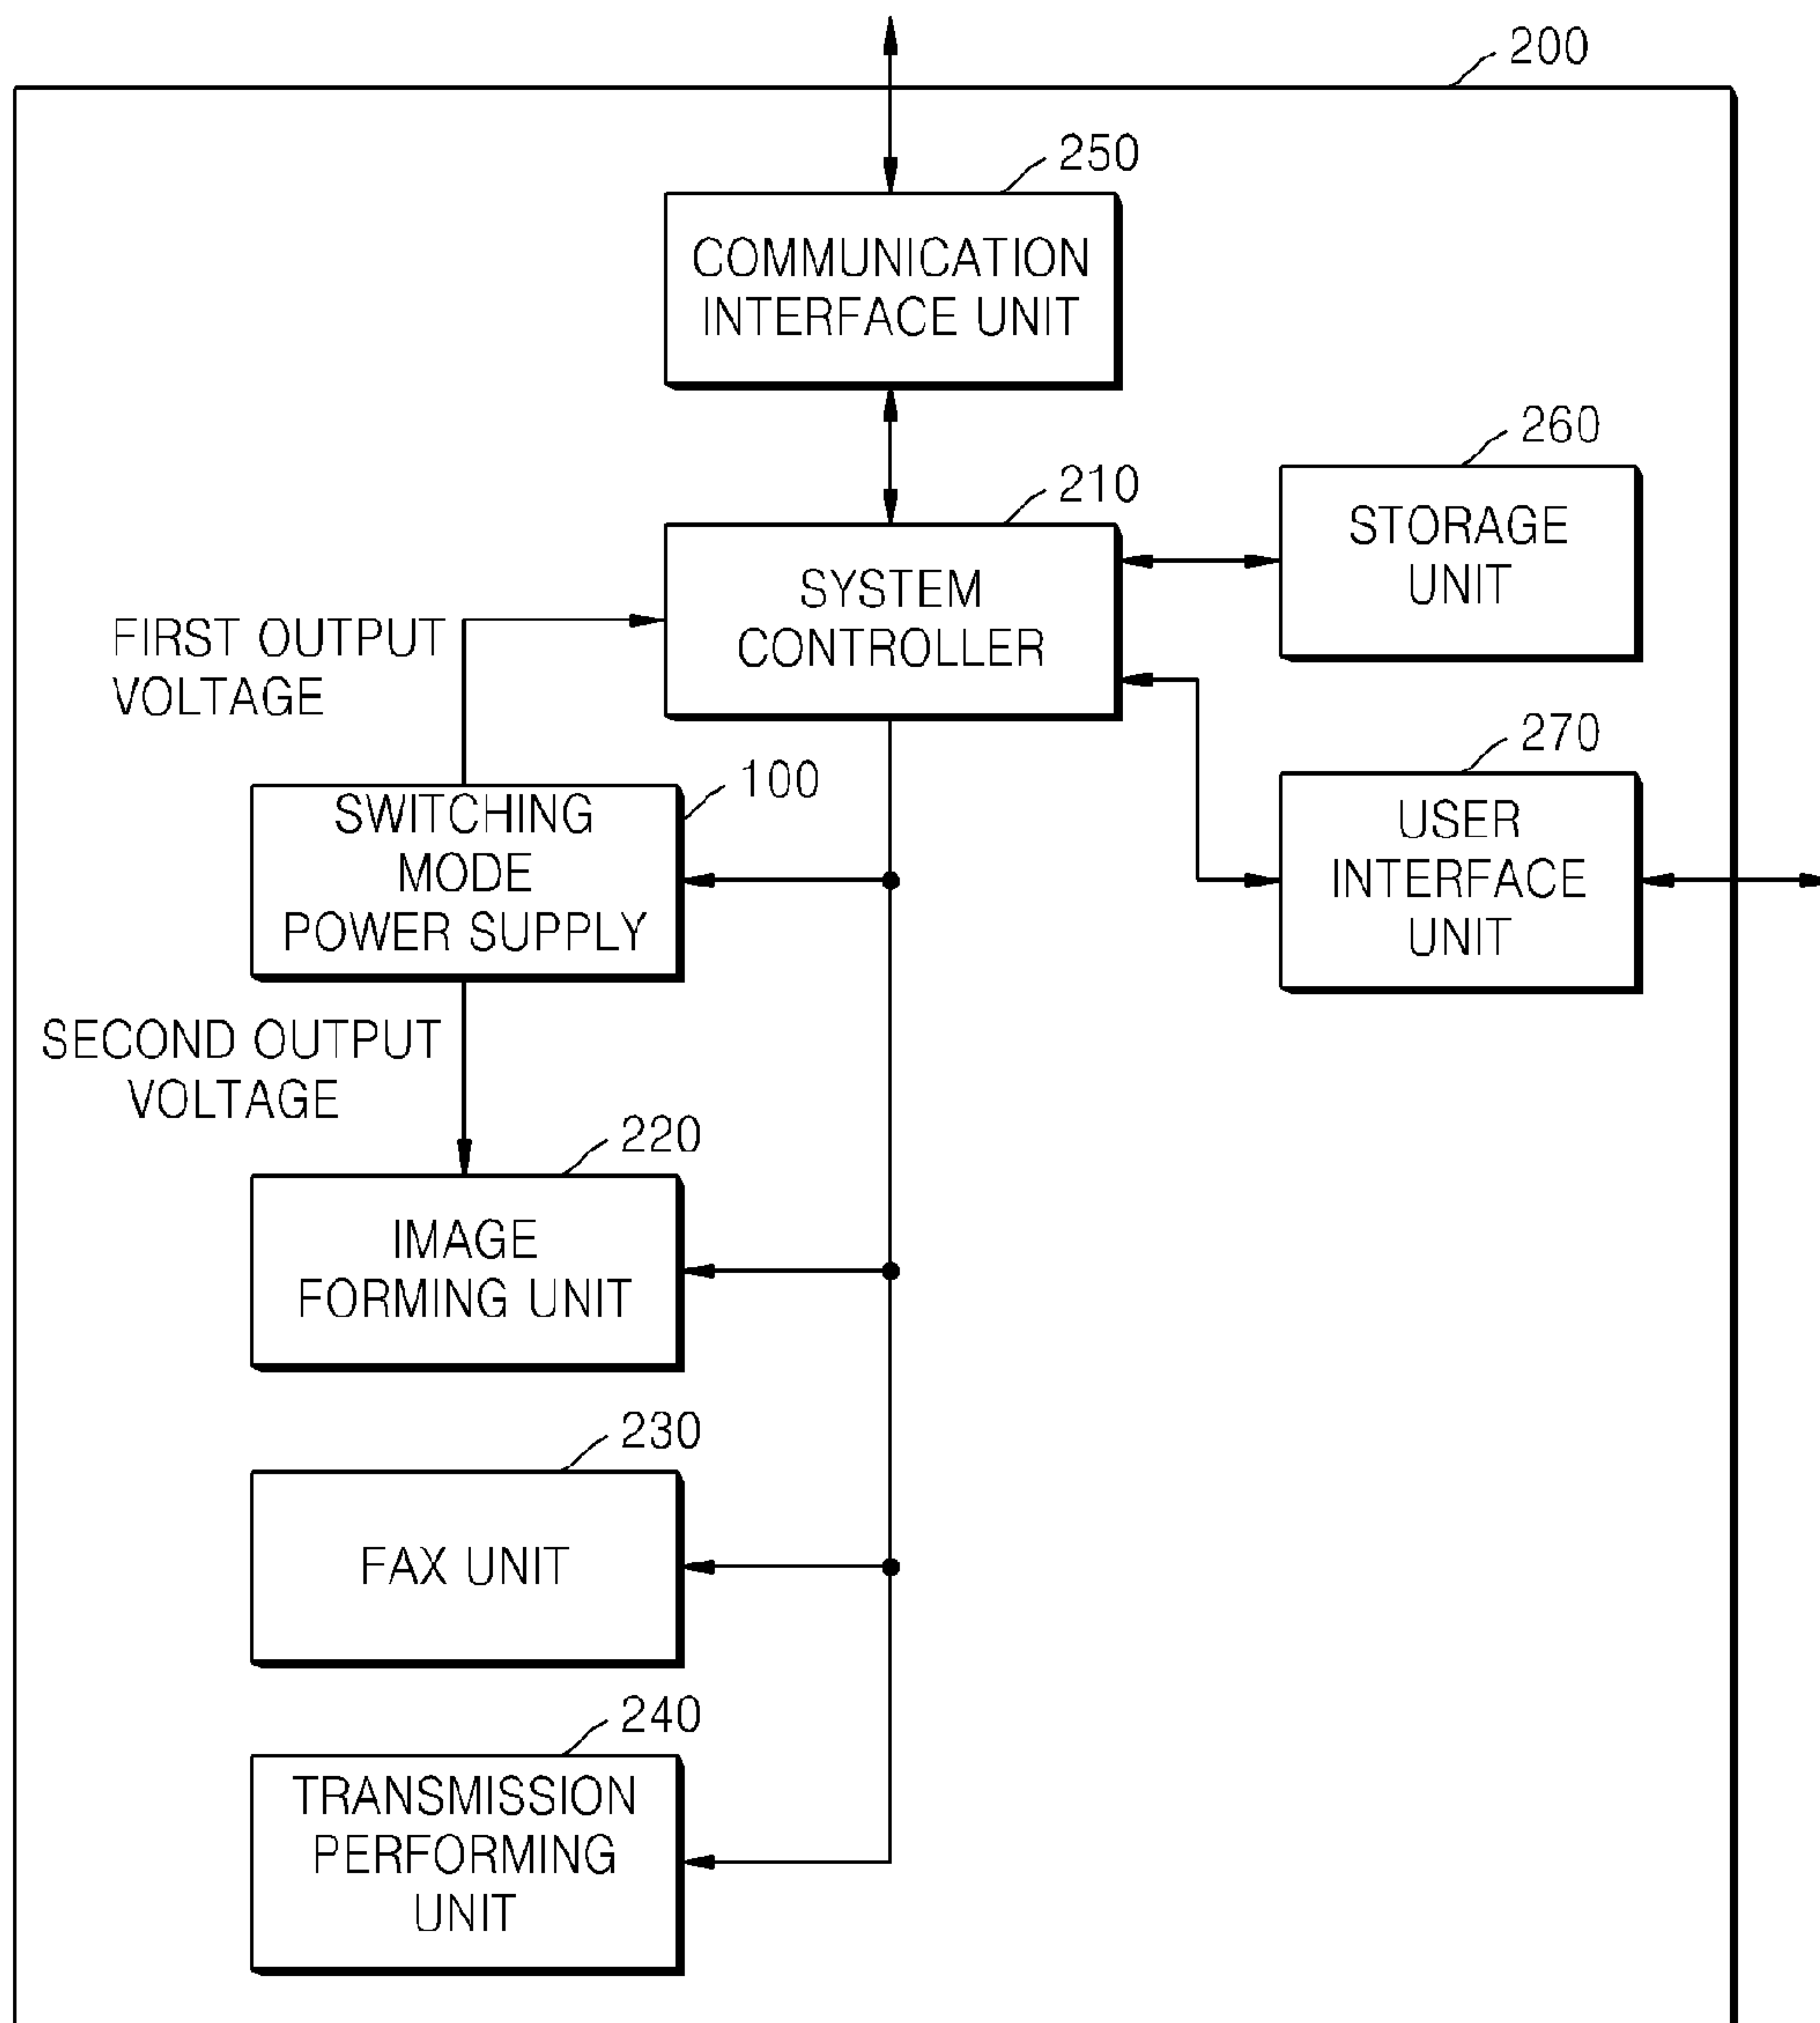 200
250
COMMUNICATION
INTERFACE UNIT
260
STORAGE
UNIT
210
SYSTEM
CONTROLLER
FIRST OUTPUT
VOLTAGE
270
USER
INTERFACE
UNIT
100
SWITCHING
MODE
POWER SUPPLY
SECOND OUTPUT
VOLTAGE
220
IMAGE
FORMING UNIT
230
FAX UNIT
240
TRANSMISSION
PERFORMING
UNIT